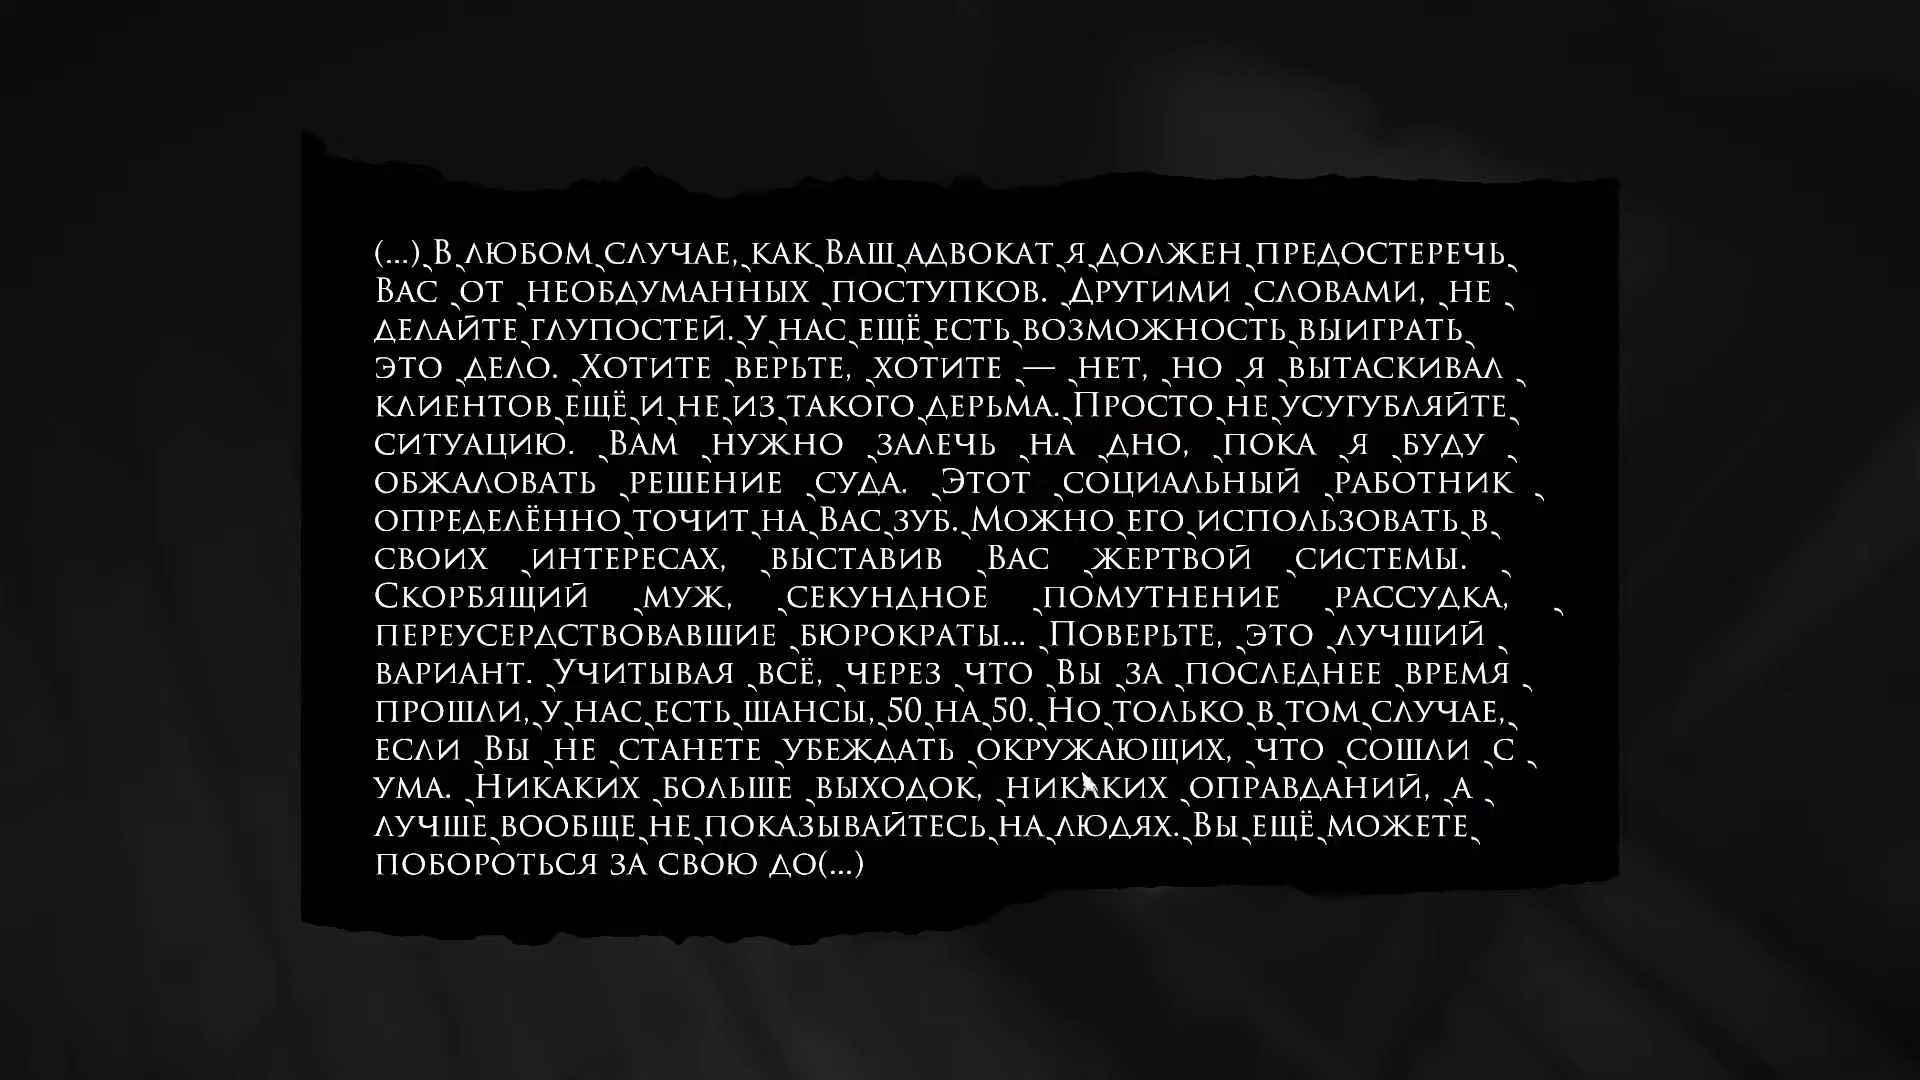 (...) В любом случае, как Ваш адвокат я должен предостеречь
Вас от необдуманных поступков. Другими словами, не
делайте глупостей. У нас ещё есть возможность выиграть
это дело. Хотите верьте, хотите — нет, но я вытаскивал
клиентов ещё и не из такого дерьма. Просто не усугубляйте
ситуацию. Вам нужно залечь на дно, пока я буду
обжаловать решение суда. Этот социальный работник
определённо точит на Вас зуб. Можно его использовать в
своих интересах, выставив Вас жертвой системы.
Скорбящий муж, секундное помутнение рассудка,
переусердствовавшие бюрократы... Поверьте, это лучший
вариант. Учитывая всё, через что Вы за последнее время
прошли, у нас есть шансы, 50 на 50. Но только в том случае,
если Вы не станете убеждать окружающих, что сошли с
ума. Никаких больше выходок, никаких оправданий, а
лучше вообще не показывайтесь на людях. Вы ещё можете
побороться за свою до(...)